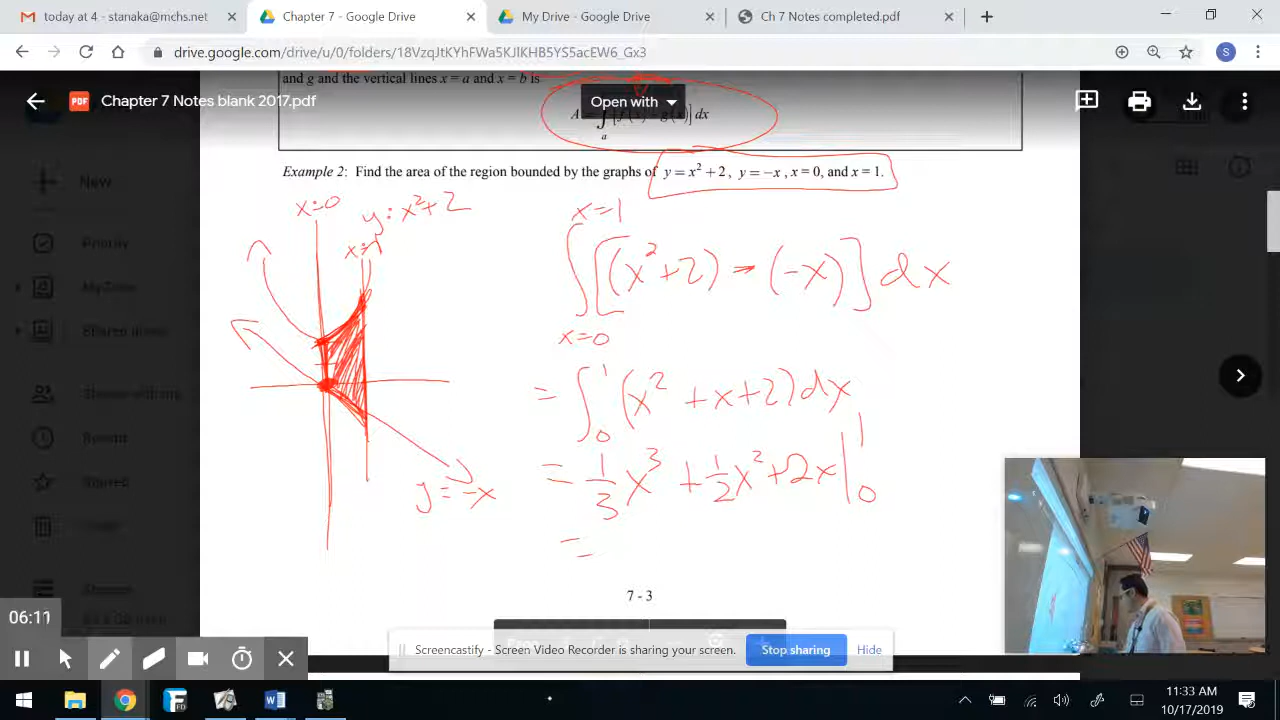 M today at 4 - stanaka@mchs.net
Chapter 7 - Google Drive
My Drive - Google Drive
Ch 7 Notes completed.pdf
drive.google.com/drive/u/0/folders/18VzqJtKYhFWa5KJlKHB5YS5acEW6_Gx3
S
and g and the vertical lines x = a and x = b is
PDF Chapter 7 Notes blank 2017.pdf
Open with
a
dx
Example 2: Find the area of the region bounded by the graphs of y = x² + 2, y = −x, x = 0, and x = 1.
New
Priority
x=0
y=x²+2
x=1
∫ [(x²+2) - (-x)] dx
x=0
x=1
y=-x
= ∫₀¹ (x² + x + 2) dx
= 1/3 x³ + 1/2 x² + 2x |₀¹
=
7 - 3
06:11
Screencastify - Screen Video Recorder is sharing your screen.
Stop sharing
Hide
11:33 AM
10/17/2019